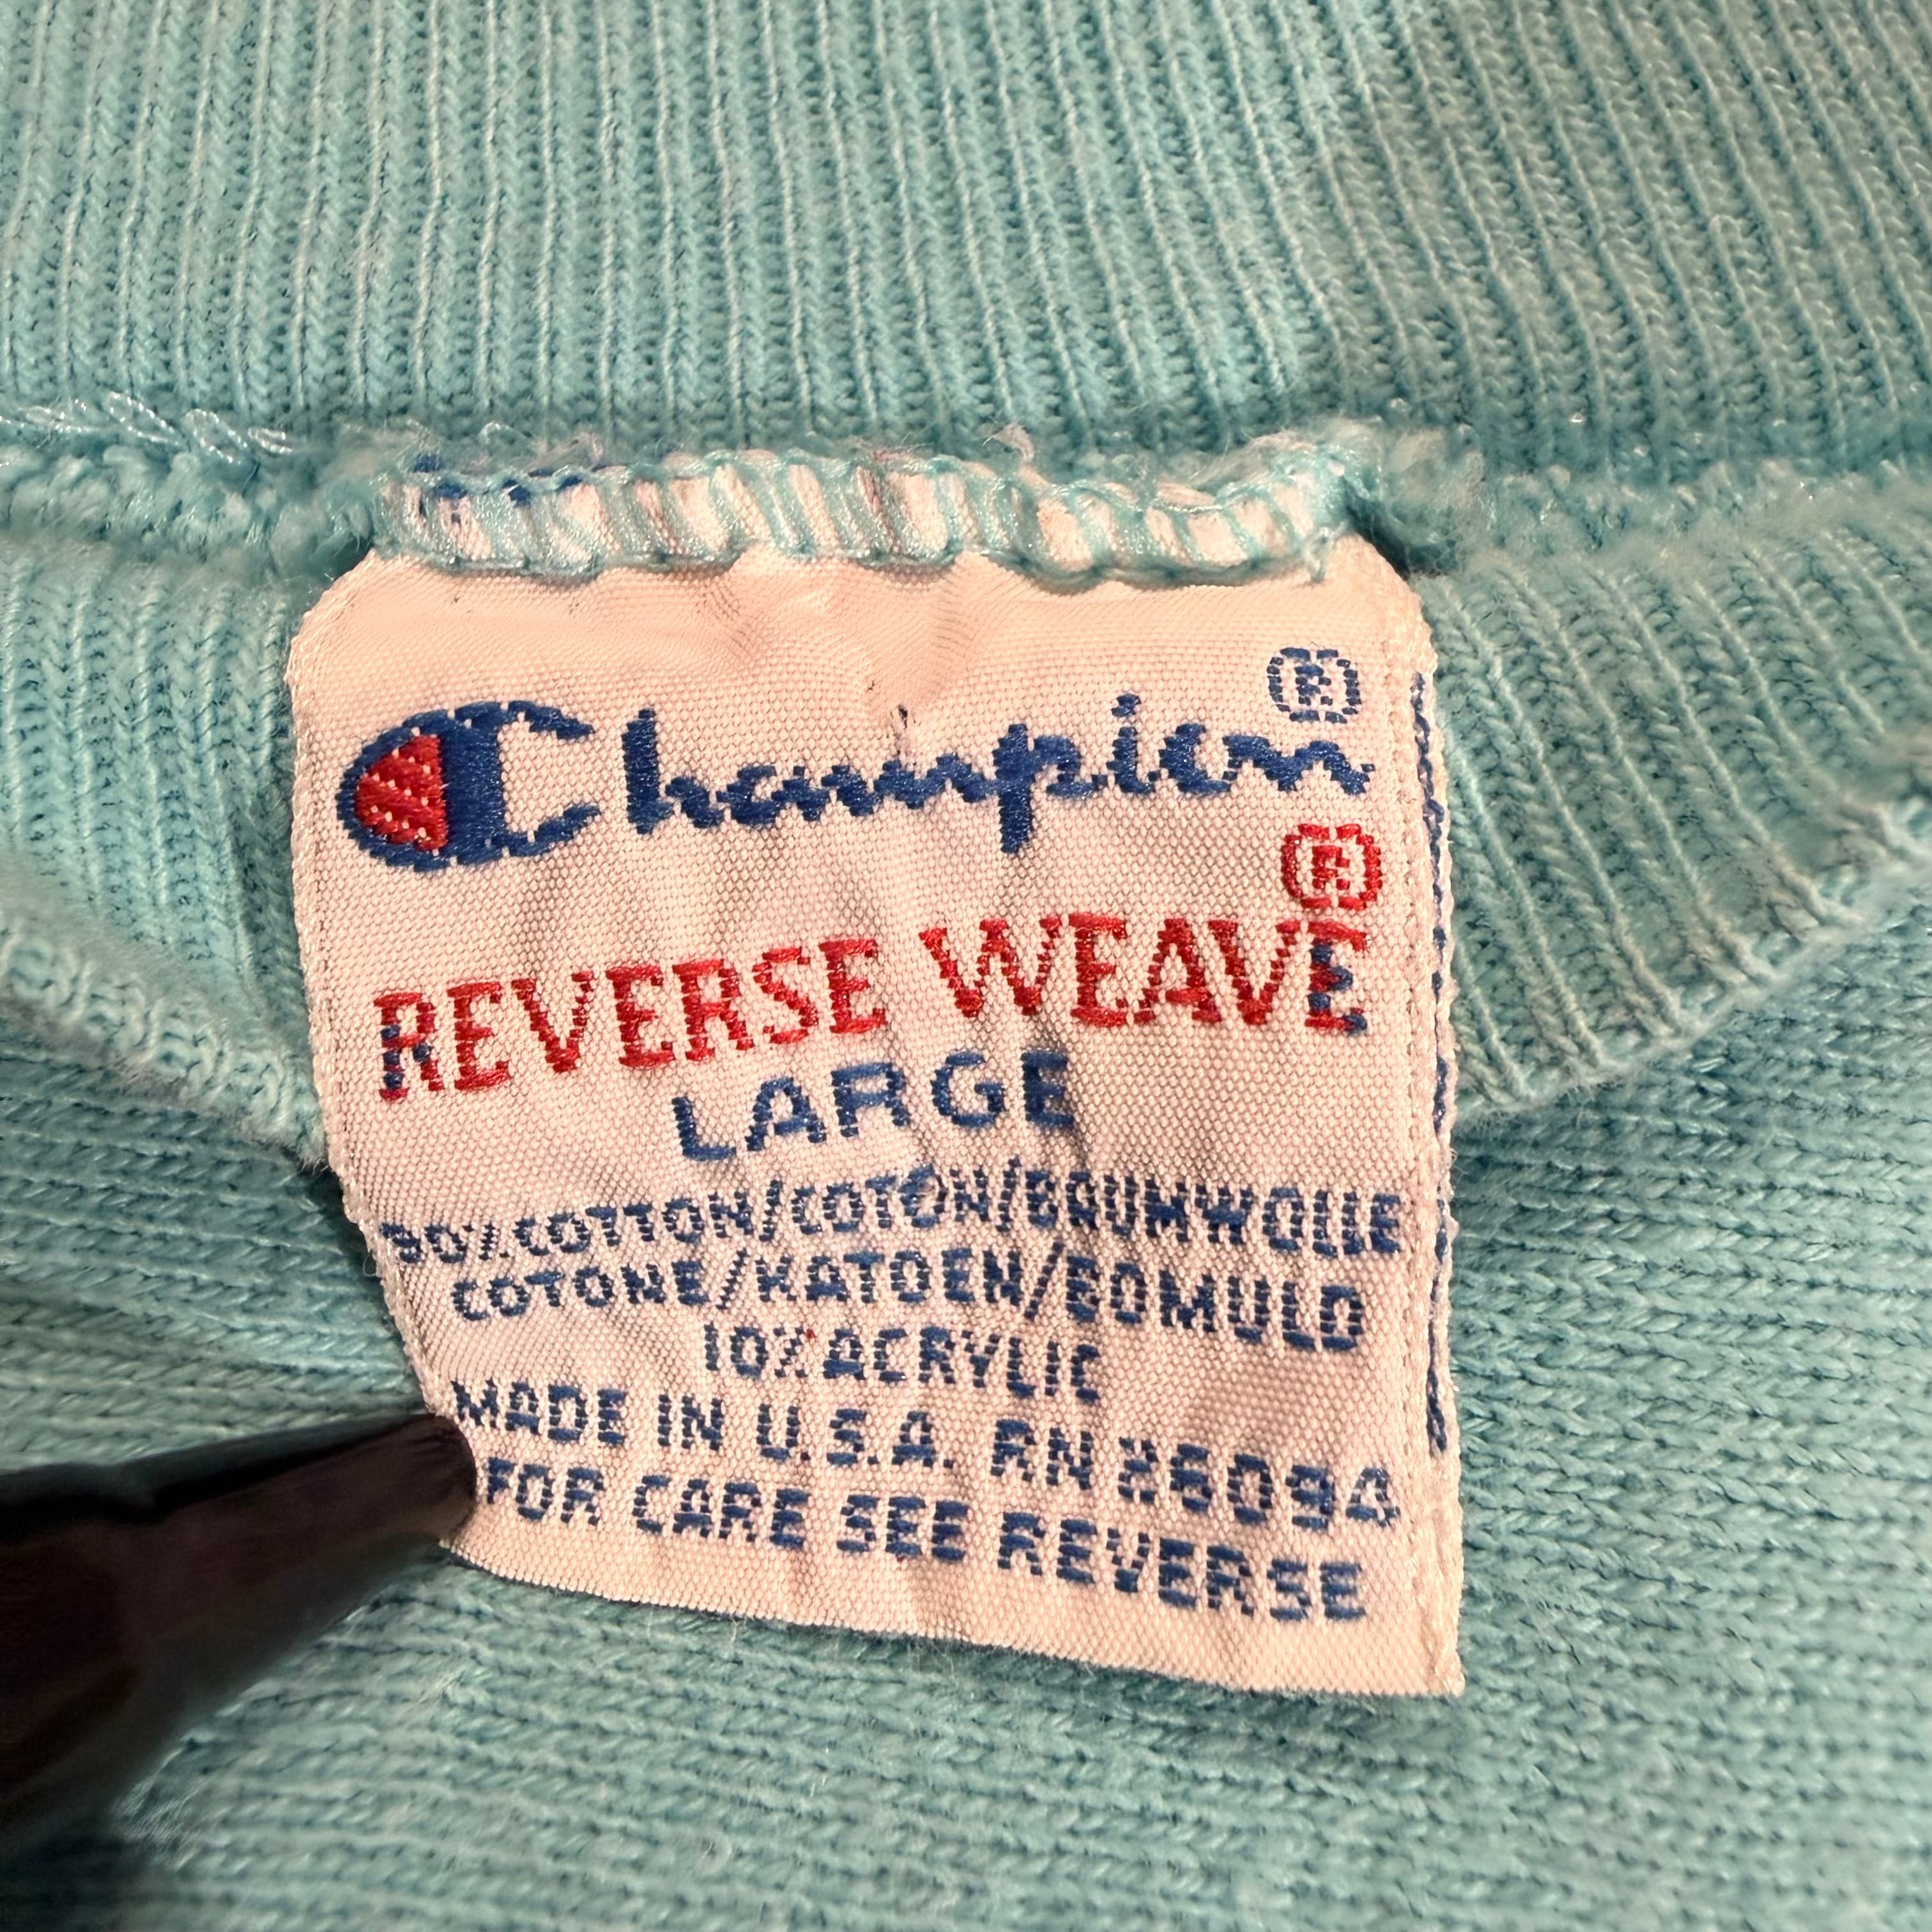 Champion®
REVERSE WEAVE®
LARGE
90% COTTON/COTON/BAUMWOLLE
COTONE/KATOEN/BOMULD
10% ACRYLIC
MADE IN U.S.A. RN 26094
FOR CARE SEE REVERSE